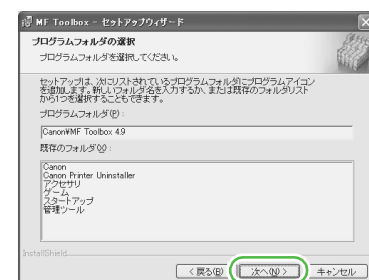 MF Toolbox - セットアップウィザード
プログラムフォルダの選択
プログラムフォルダを選択してください。
セットアップは、次にリストされているプログラムフォルダにプログラムアイコン
を追加します。新しいフォルダ名を入力するか、または既存のフォルダリスト
から1つを選択することもできます。
プログラムフォルダ(P):
Canon¥MF Toolbox 4.9
既存のフォルダ(X):
Canon
Canon Printer Uninstaller
アクセサリ
ゲーム
スタートアップ
管理ツール
InstallShield
< 戻る(B) 次へ(N) > キャンセル